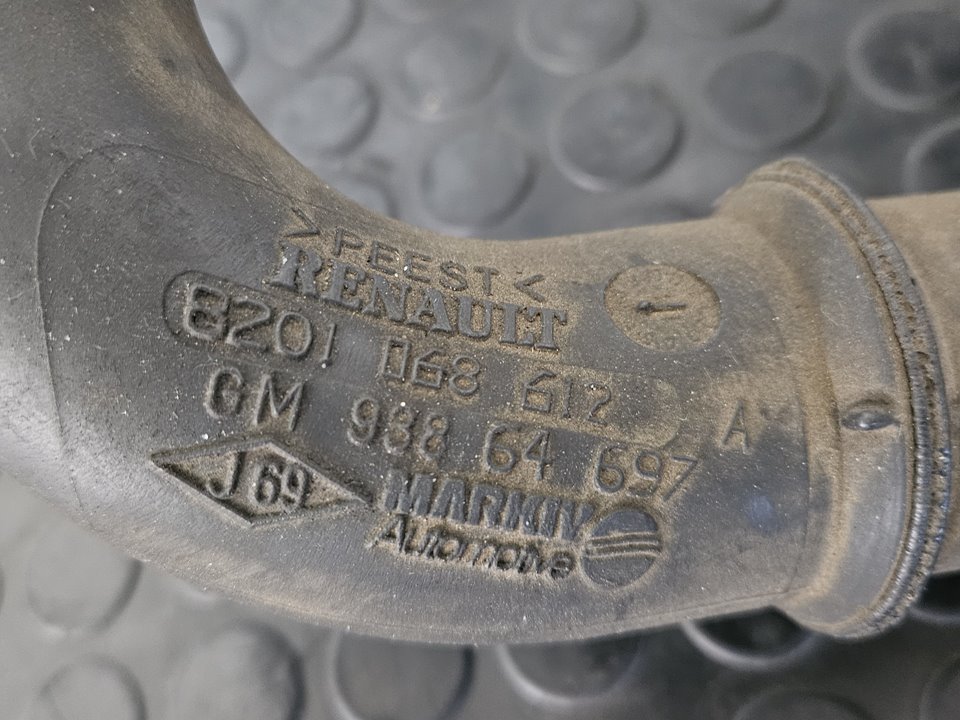 >PEEST<
RENAULT
8201 068 612
GM 938 64 697 A
J69
MARKIV
Automotive